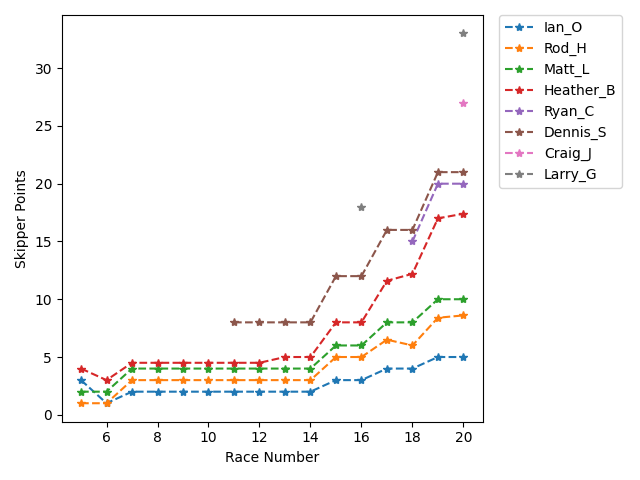 Ian_O
Rod_H
Matt_L
Heather_B
Ryan_C
Dennis_S
Craig_J
Larry_G
Skipper Points
30
25
20
15
10
5
0
6 8 10 12 14 16 18 20
Race Number